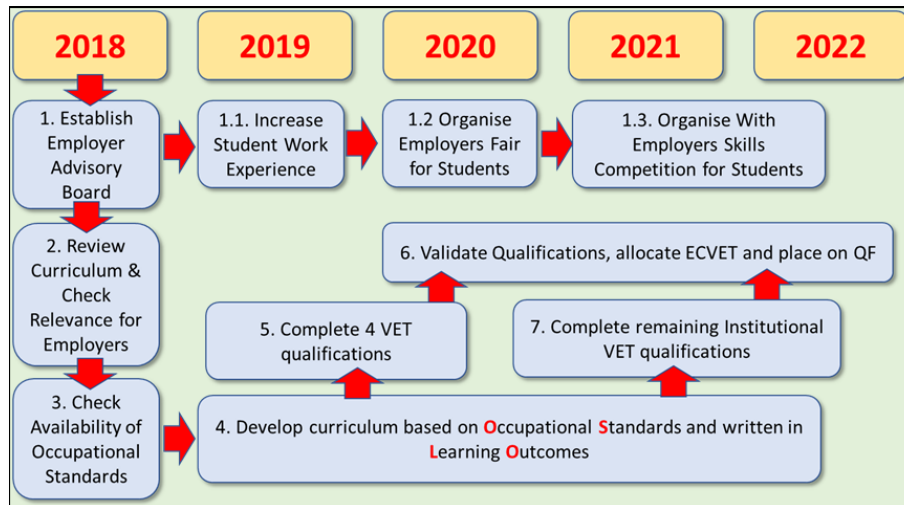 2018
2019
2020
2021
2022
1. Establish
Employer
Advisory
Board
1.1. Increase
Student Work
Experience
1.2 Organise
Employers Fair
for Students
1.3. Organise With
Employers Skills
Competition for Students
2. Review
Curriculum &
Check
Relevance for
Employers
6. Validate Qualifications, allocate ECVET and place on QF
5. Complete 4 VET
qualifications
7. Complete remaining Institutional
VET qualifications
3. Check
Availability of
Occupational
Standards
4. Develop curriculum based on Occupational Standards and written in
Learning Outcomes